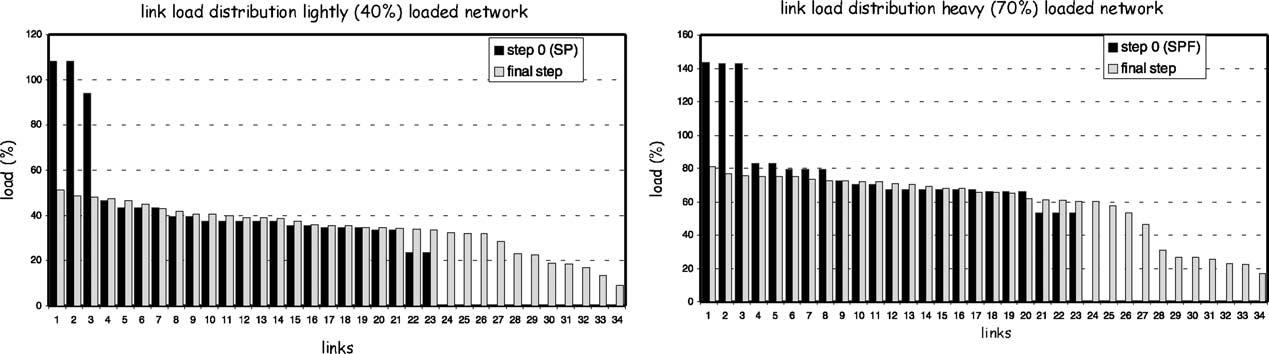 link load distribution lightly (40%) loaded network
120
100
80
60
40
20
0
load (%)
step 0 (SP)
final step
1 2 3 4 5 6 7 8 9 10 11 12 13 14 15 16 17 18 19 20 21 22 23 24 25 26 27 28 29 30 31 32 33 34
links
link load distribution heavy (70%) loaded network
160
140
120
100
80
60
40
20
0
load (%)
step 0 (SPF)
final step
1 2 3 4 5 6 7 8 9 10 11 12 13 14 15 16 17 18 19 20 21 22 23 24 25 26 27 28 29 30 31 32 33 34
links